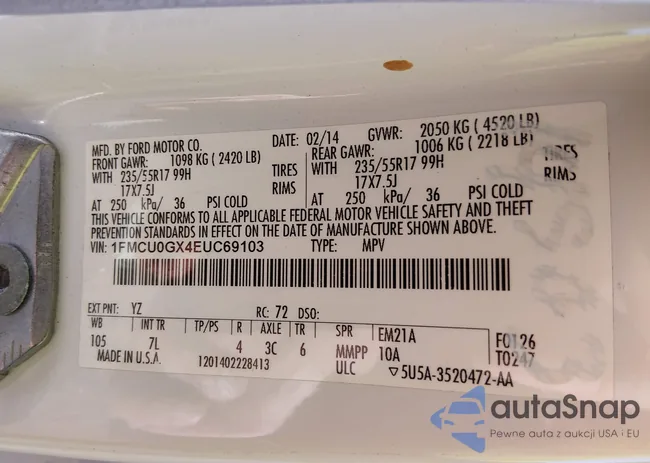 MFD. BY FORD MOTOR CO. DATE: 02/14 GVWR: 2050 KG ( 4520 LB)
FRONT GAWR: 1098 KG ( 2420 LB) REAR GAWR: 1006 KG ( 2218 LB)
WITH 235/55R17 99H TIRES WITH 235/55R17 99H TIRES
17X7.5J RIMS 17X7.5J RIMS
AT 250 kPa/ 36 PSI COLD AT 250 kPa/ 36 PSI COLD
THIS VEHICLE CONFORMS TO ALL APPLICABLE FEDERAL MOTOR VEHICLE SAFETY AND THEFT
PREVENTION STANDARDS IN EFFECT ON THE DATE OF MANUFACTURE SHOWN ABOVE.
VIN: 1FMCU0GX4EUC69103 TYPE: MPV
EXT PNT: YZ RC: 72 DSO:
WB INT TR TP/PS R AXLE TR SPR EM21A F0126
105 7L 4 3C 6 MMPP 10A T0247
MADE IN U.S.A. 1201402228413 ULC ▽5U5A-3520472-AA
autaSnap
Pewne auta z aukcji USA i EU